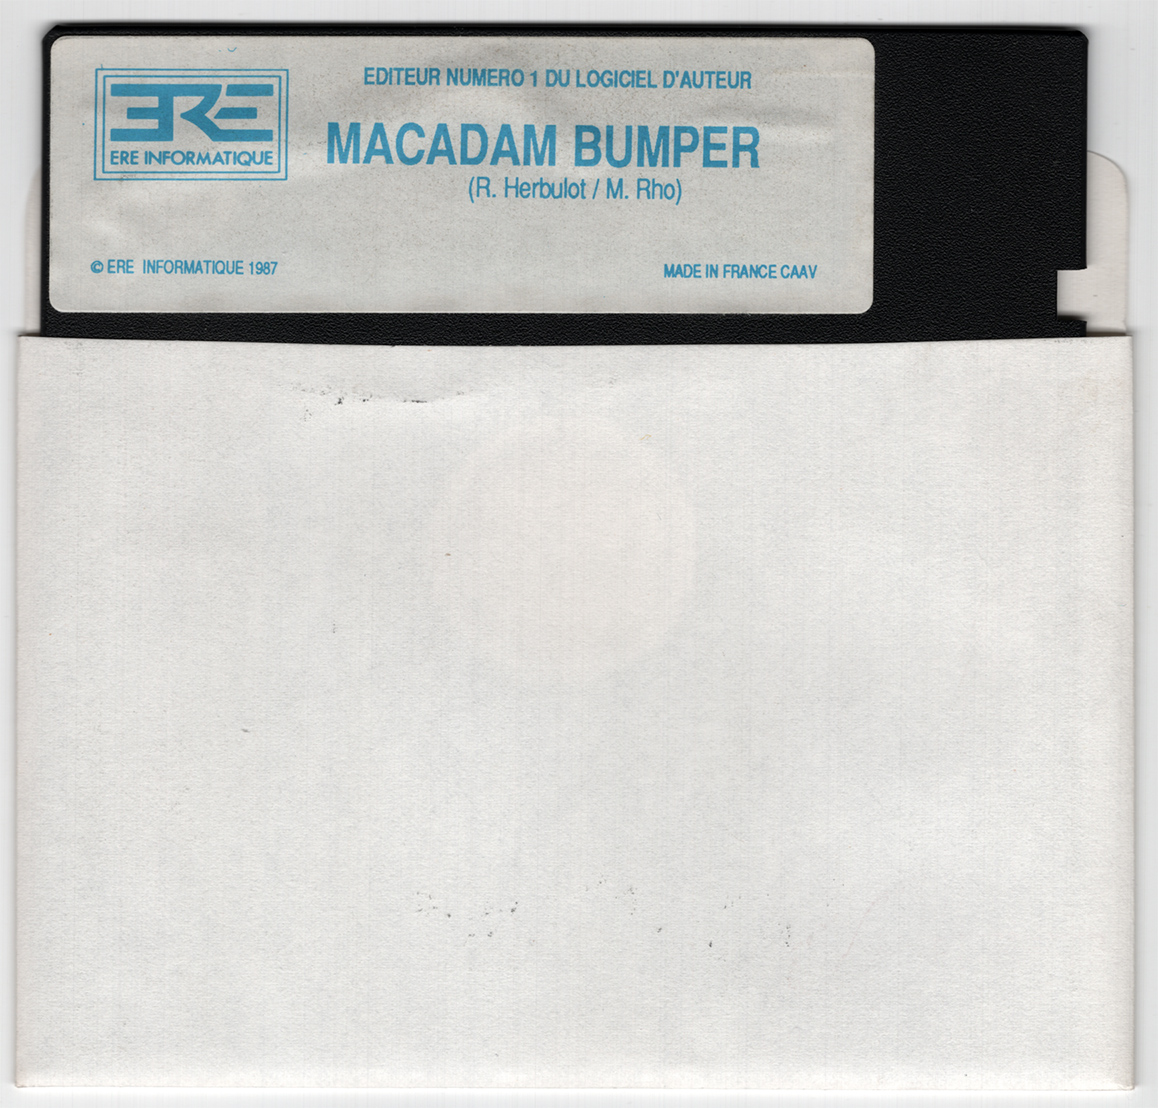 EDITEUR NUMERO 1 DU LOGICIEL D'AUTEUR
ERE
ERE INFORMATIQUE
MACADAM BUMPER
(R. Herbulot / M. Rho)
© ERE INFORMATIQUE 1987
MADE IN FRANCE CAAV